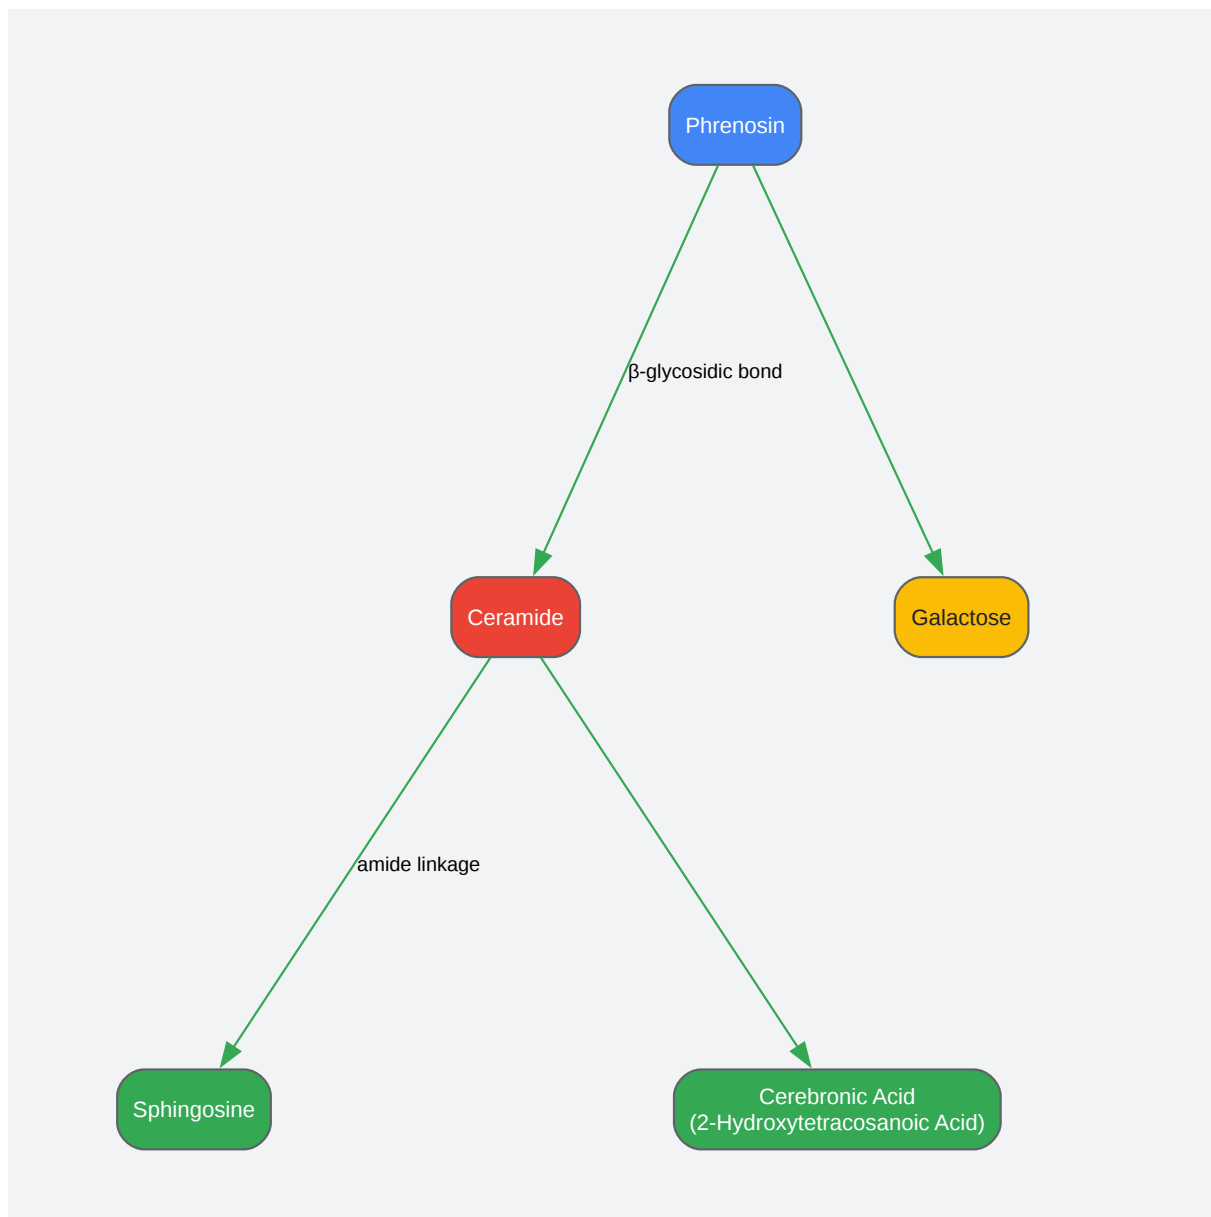 Phrenosin
β-glycosidic bond
Ceramide
Galactose
amide linkage
Sphingosine
Cerebronic Acid
(2-Hydroxytetracosanoic Acid)